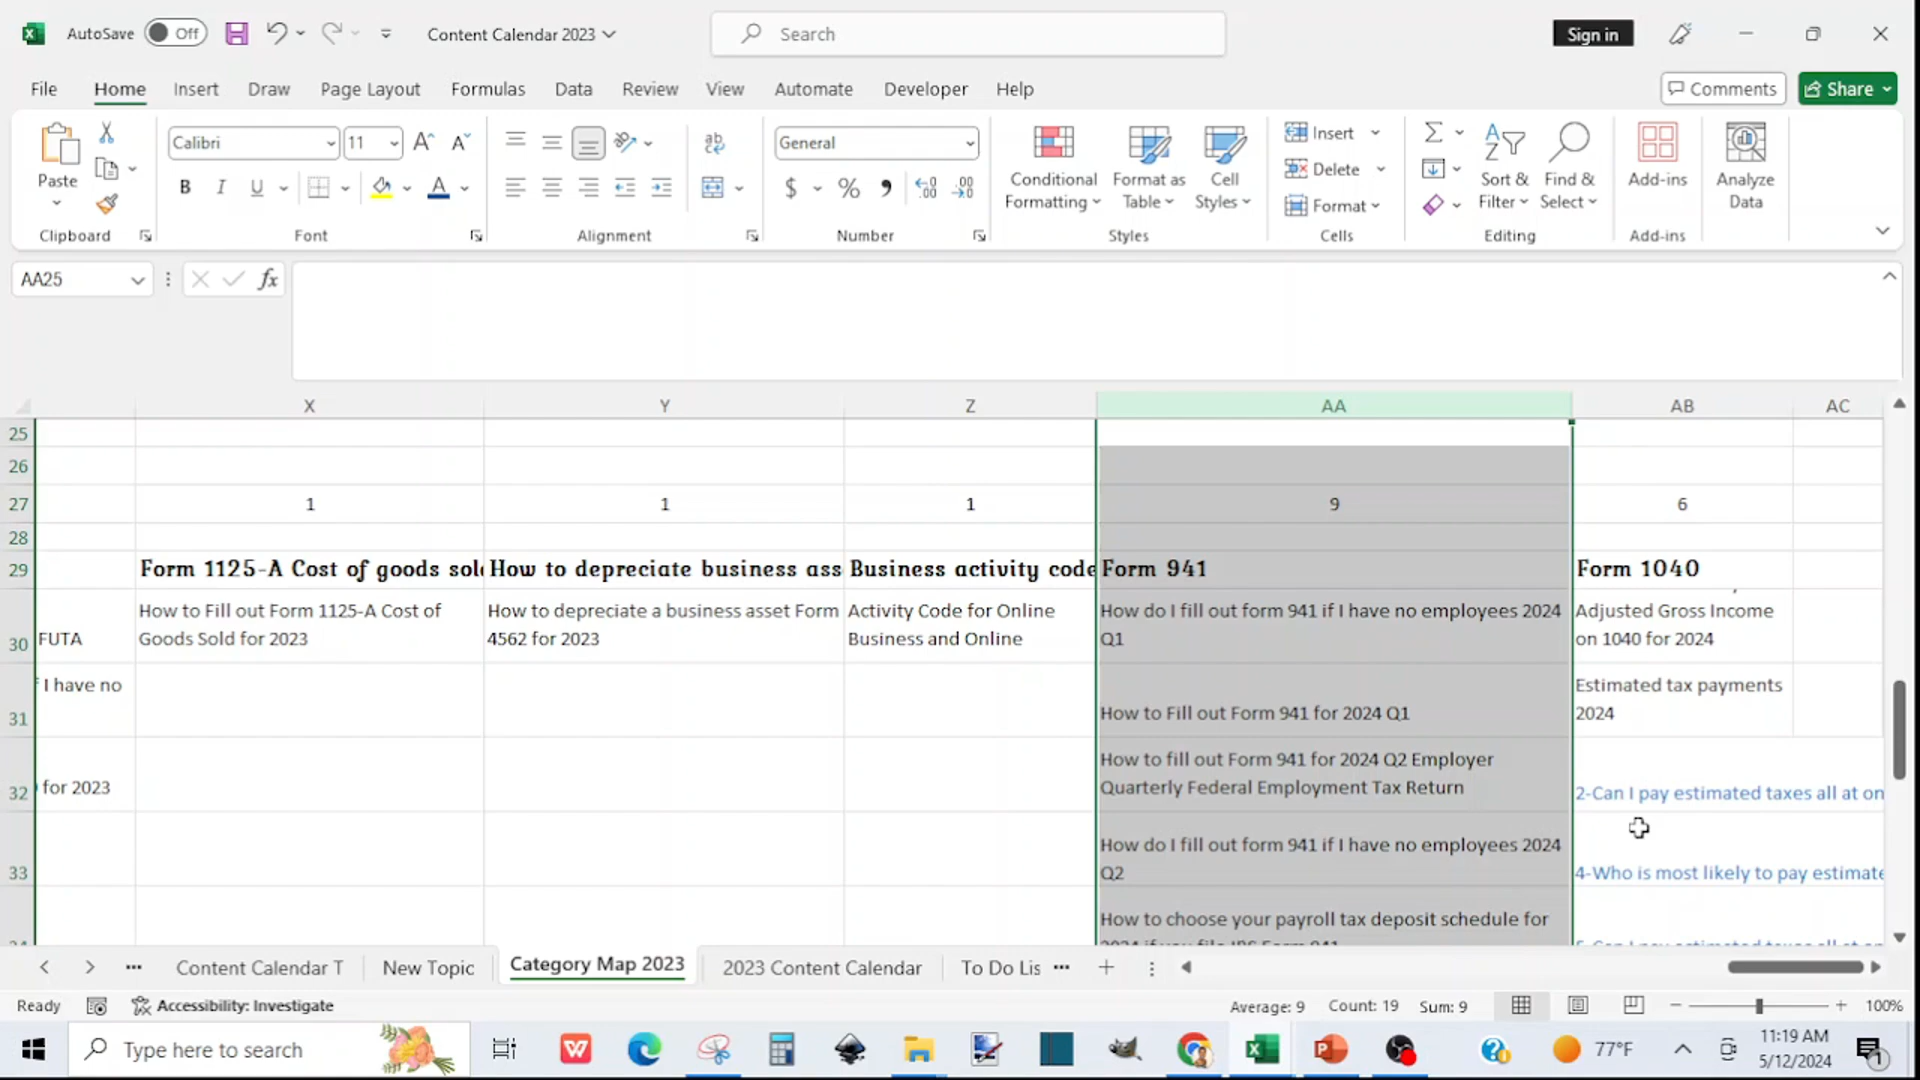 AutoSave Off Content Calendar 2023 Search Sign in
File Home Insert Draw Page Layout Formulas Data Review View Automate Developer Help Comments Share
Paste
Clipboard
Calibri 11
B I U A
Font
Alignment
General
$ %
Number
Conditional
Formatting
Format as
Table
Cell
Styles
Styles
Insert
Delete
Format
Cells
Sort &
Filter
Find &
Select
Editing
Add-ins
Add-ins
Analyze
Data
AA25 fx
X Y Z AA AB AC
25
26
27 1 1 1 9 6
28
29 Form 1125-A Cost of goods How to depreciate business Business activity code Form 941 Form 1040
30
FUTA
How to Fill out Form 1125-A Cost of
Goods Sold for 2023
How to depreciate a business asset Form
4562 for 2023
Activity Code for Online
Business and Online
How do I fill out form 941 if I have no employees 2024
Q1
Adjusted Gross Income
on 1040 for 2024
31
I have no
How to Fill out Form 941 for 2024 Q1
Estimated tax payments
2024
32
for 2023
How to fill out Form 941 for 2024 Q2 Employer
Quarterly Federal Employment Tax Return
2-Can I pay estimated taxes all at
33
How do I fill out form 941 if I have no employees 2024
Q2
4-Who is most likely to pay
How to choose your payroll tax deposit schedule for
Content Calendar T New Topic Category Map 2023 2023 Content Calendar To Do Lis
Ready Accessibility: Investigate Average: 9 Count: 19 Sum: 9 100%
Type here to search 77°F 11:19 AM
5/12/2024
1